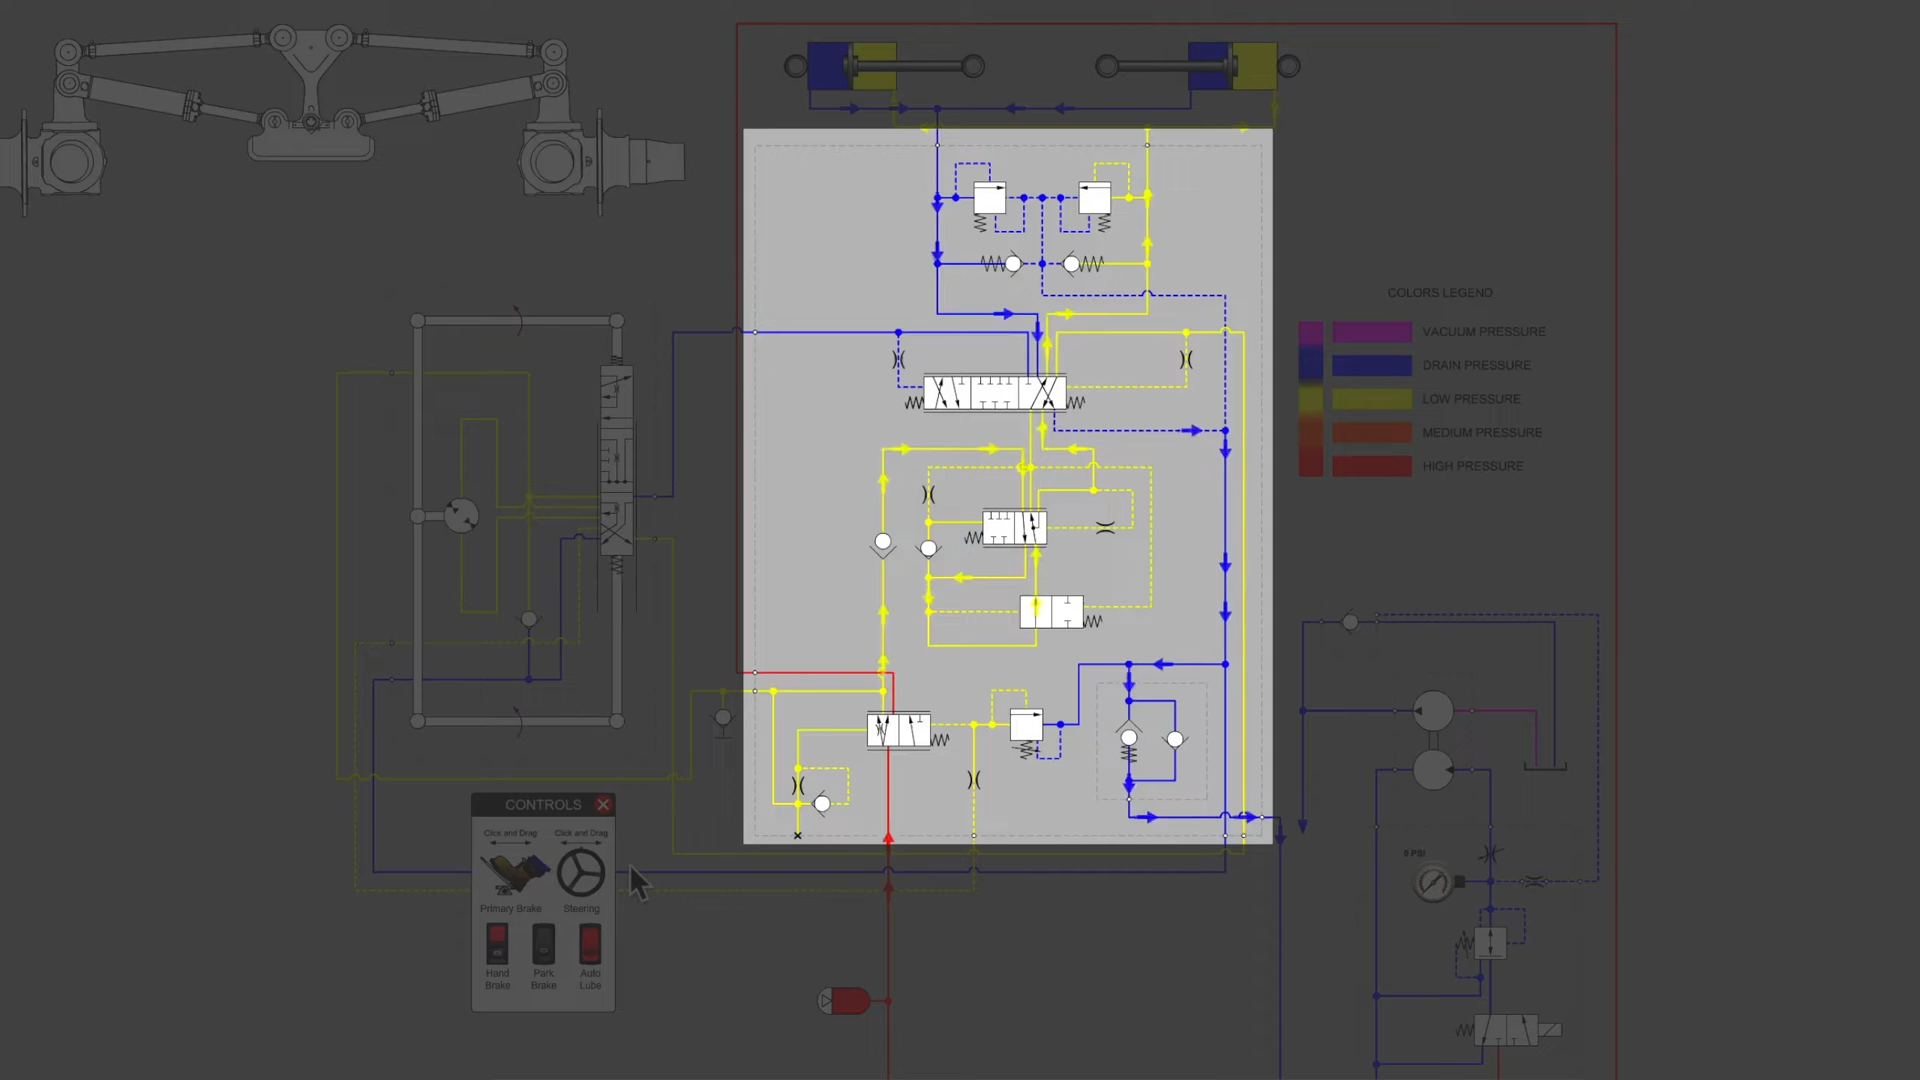 COLORS LEGEND
VACUUM PRESSURE
DRAIN PRESSURE
LOW PRESSURE
MEDIUM PRESSURE
HIGH PRESSURE
CONTROLS
Click and Drag
Click and Drag
Primary Brake
Steering
Hand
Brake
Park
Brake
Auto
Lube
0 PSI